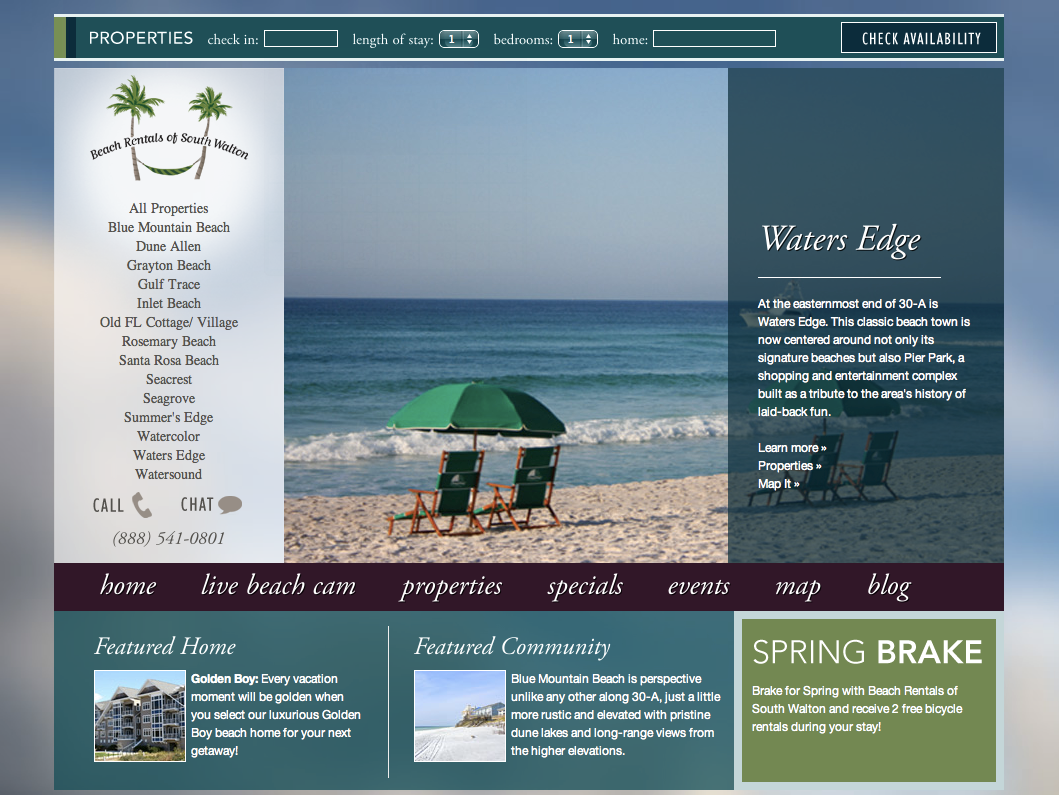 PROPERTIES check in: length of stay: 1 bedrooms: 1 home: CHECK AVAILABILITY
Beach Rentals of South Walton
All Properties
Blue Mountain Beach
Dune Allen
Grayton Beach
Gulf Trace
Inlet Beach
Old FL Cottage/ Village
Rosemary Beach
Santa Rosa Beach
Seacrest
Seagrove
Summer's Edge
Watercolor
Waters Edge
Watersound
CALL CHAT
(888) 541-0801
Waters Edge
At the easternmost end of 30-A is
Waters Edge. This classic beach town is
now centered around not only its
signature beaches but also Pier Park, a
shopping and entertainment complex
built as a tribute to the area's history of
laid-back fun.
Learn more »
Properties »
Map It »
home live beach cam properties specials events map blog
Featured Home
Golden Boy: Every vacation
moment will be golden when
you select our luxurious Golden
Boy beach home for your next
getaway!
Featured Community
Blue Mountain Beach is perspective
unlike any other along 30-A, just a little
more rustic and elevated with pristine
dune lakes and long-range views from
the higher elevations.
SPRING BRAKE
Brake for Spring with Beach Rentals of
South Walton and receive 2 free bicycle
rentals during your stay!